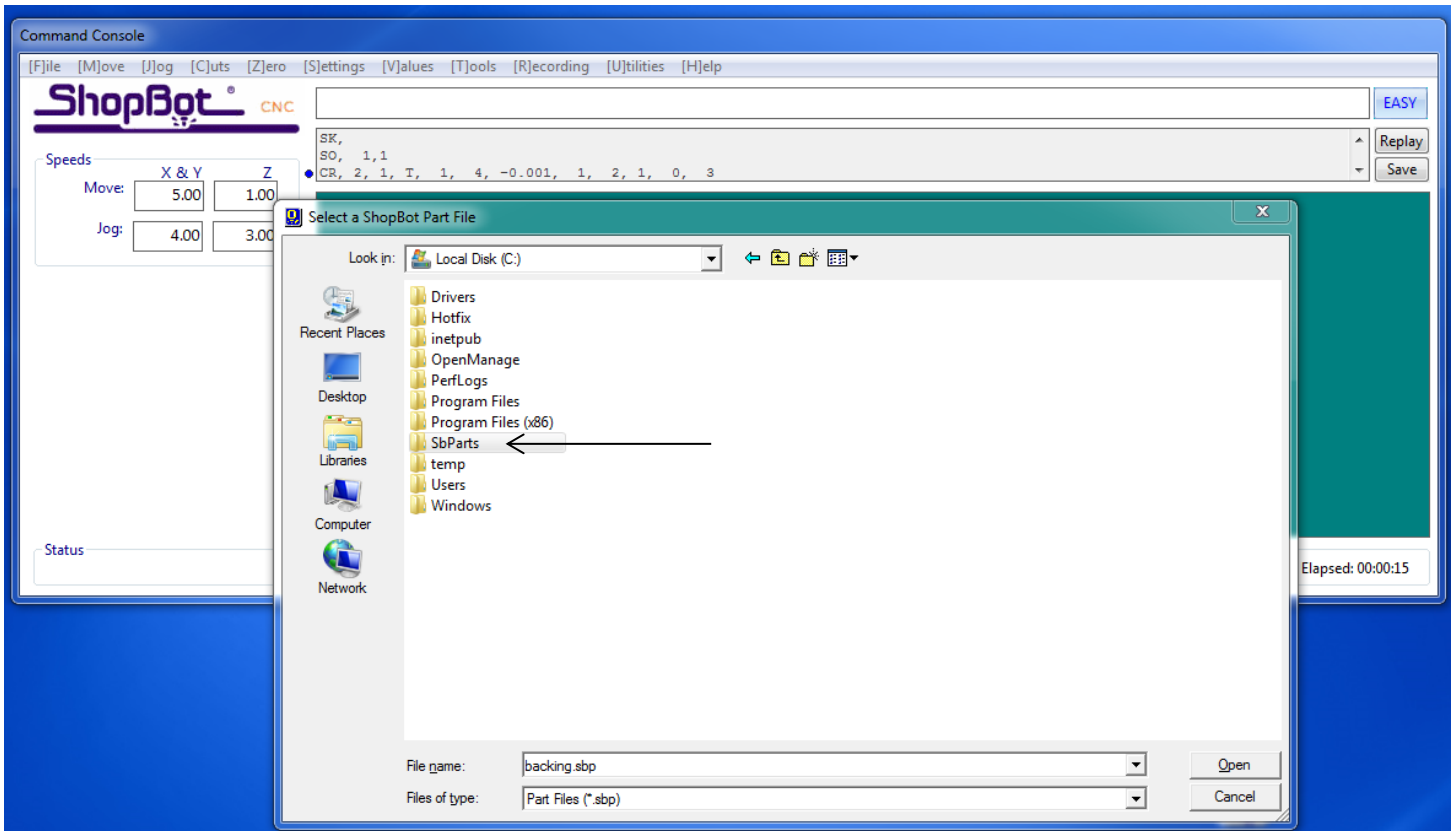 Command Console
[F]ile [M]ove [J]og [C]uts [Z]ero [S]ettings [V]alues [T]ools [R]ecording [U]tilities [H]elp
ShopBot ® CNC
EASY
SK,
SO, 1,1
CR, 2, 1, T, 1, 4, -0.001, 1, 2, 1, 0, 3
Replay
Save
Speeds
X & Y Z
Move: 5.00 1.00
Jog: 4.00 3.00
Select a ShopBot Part File
X
Look in: Local Disk (C:)
Recent Places
Desktop
Libraries
Computer
Network
Drivers
Hotfix
inetpub
OpenManage
PerfLogs
Program Files
Program Files (x86)
SbParts
temp
Users
Windows
Status
Elapsed: 00:00:15
File name: backing.sbp
Open
Files of type: Part Files (*.sbp)
Cancel